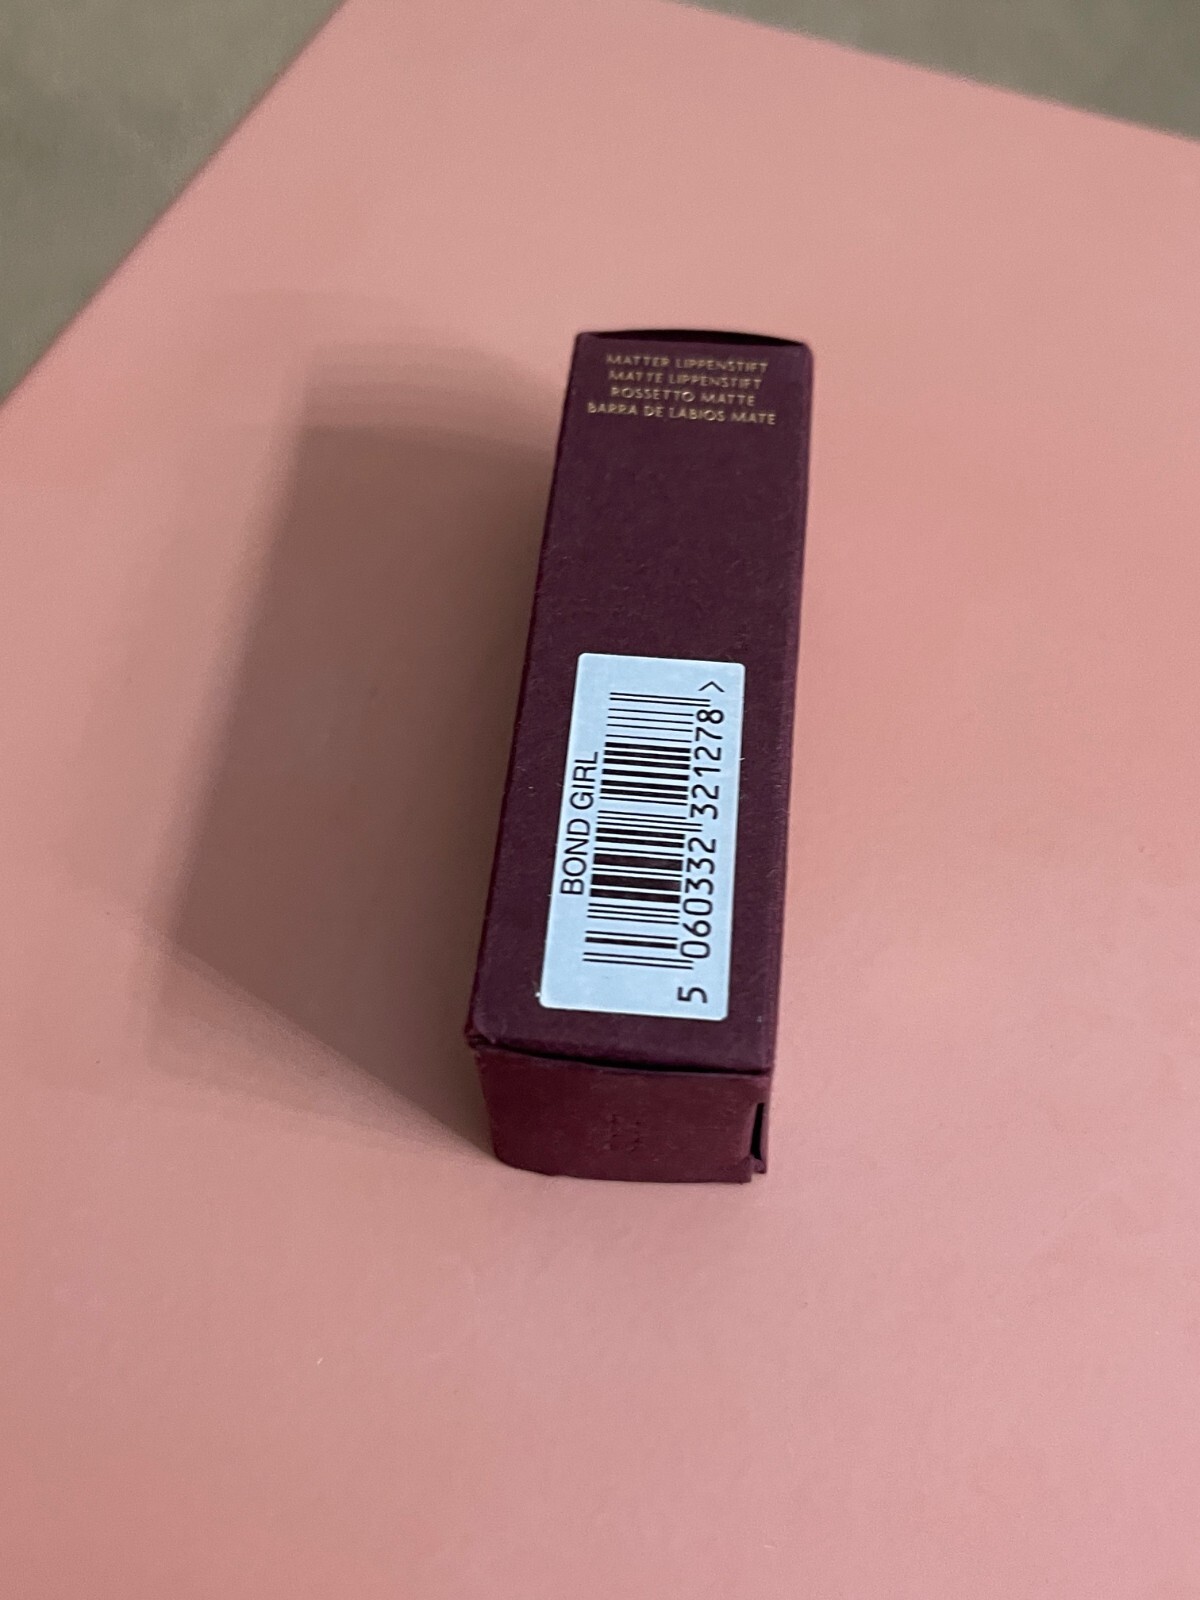 MATTER LIPPENSTIFT
MATTE LIPPENSTIFT
ROSSETTO MATTE
BARRA DE LABIOS MATE
BOND GIRL
5 060332 321278 >